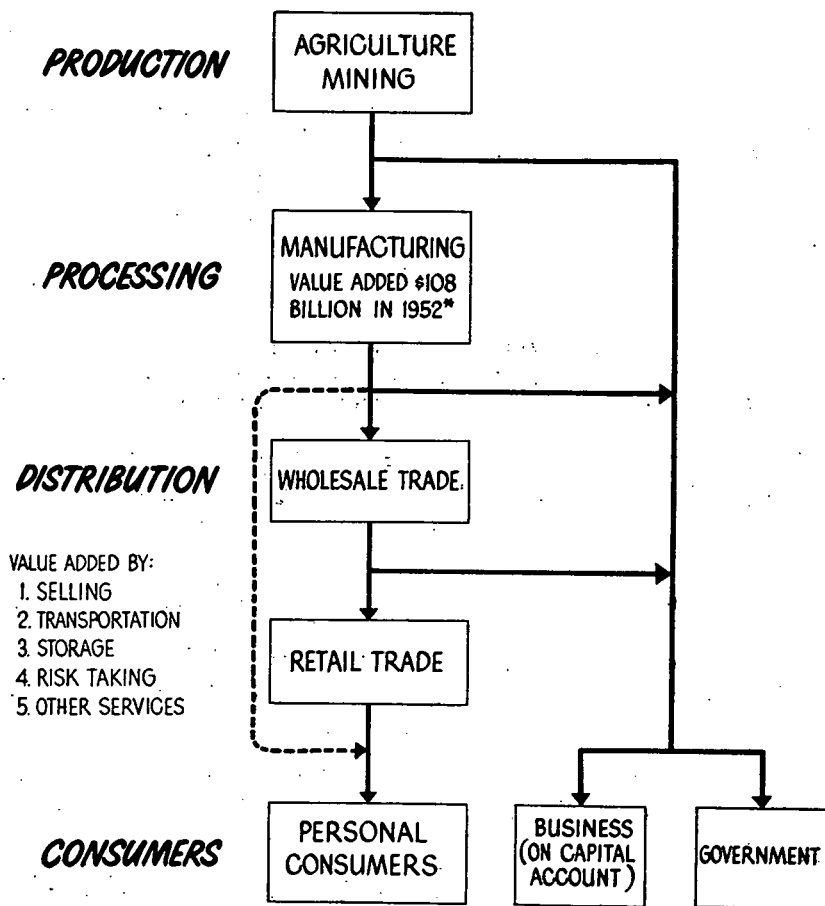 PRODUCTION
AGRICULTURE
MINING
PROCESSING
MANUFACTURING
VALUE ADDED $108
BILLION IN 1952*
DISTRIBUTION
WHOLESALE TRADE
VALUE ADDED BY:
1. SELLING
2. TRANSPORTATION
3. STORAGE
4. RISK TAKING
5. OTHER SERVICES
RETAIL TRADE
CONSUMERS
PERSONAL
CONSUMERS
BUSINESS
(ON CAPITAL
ACCOUNT)
GOVERNMENT